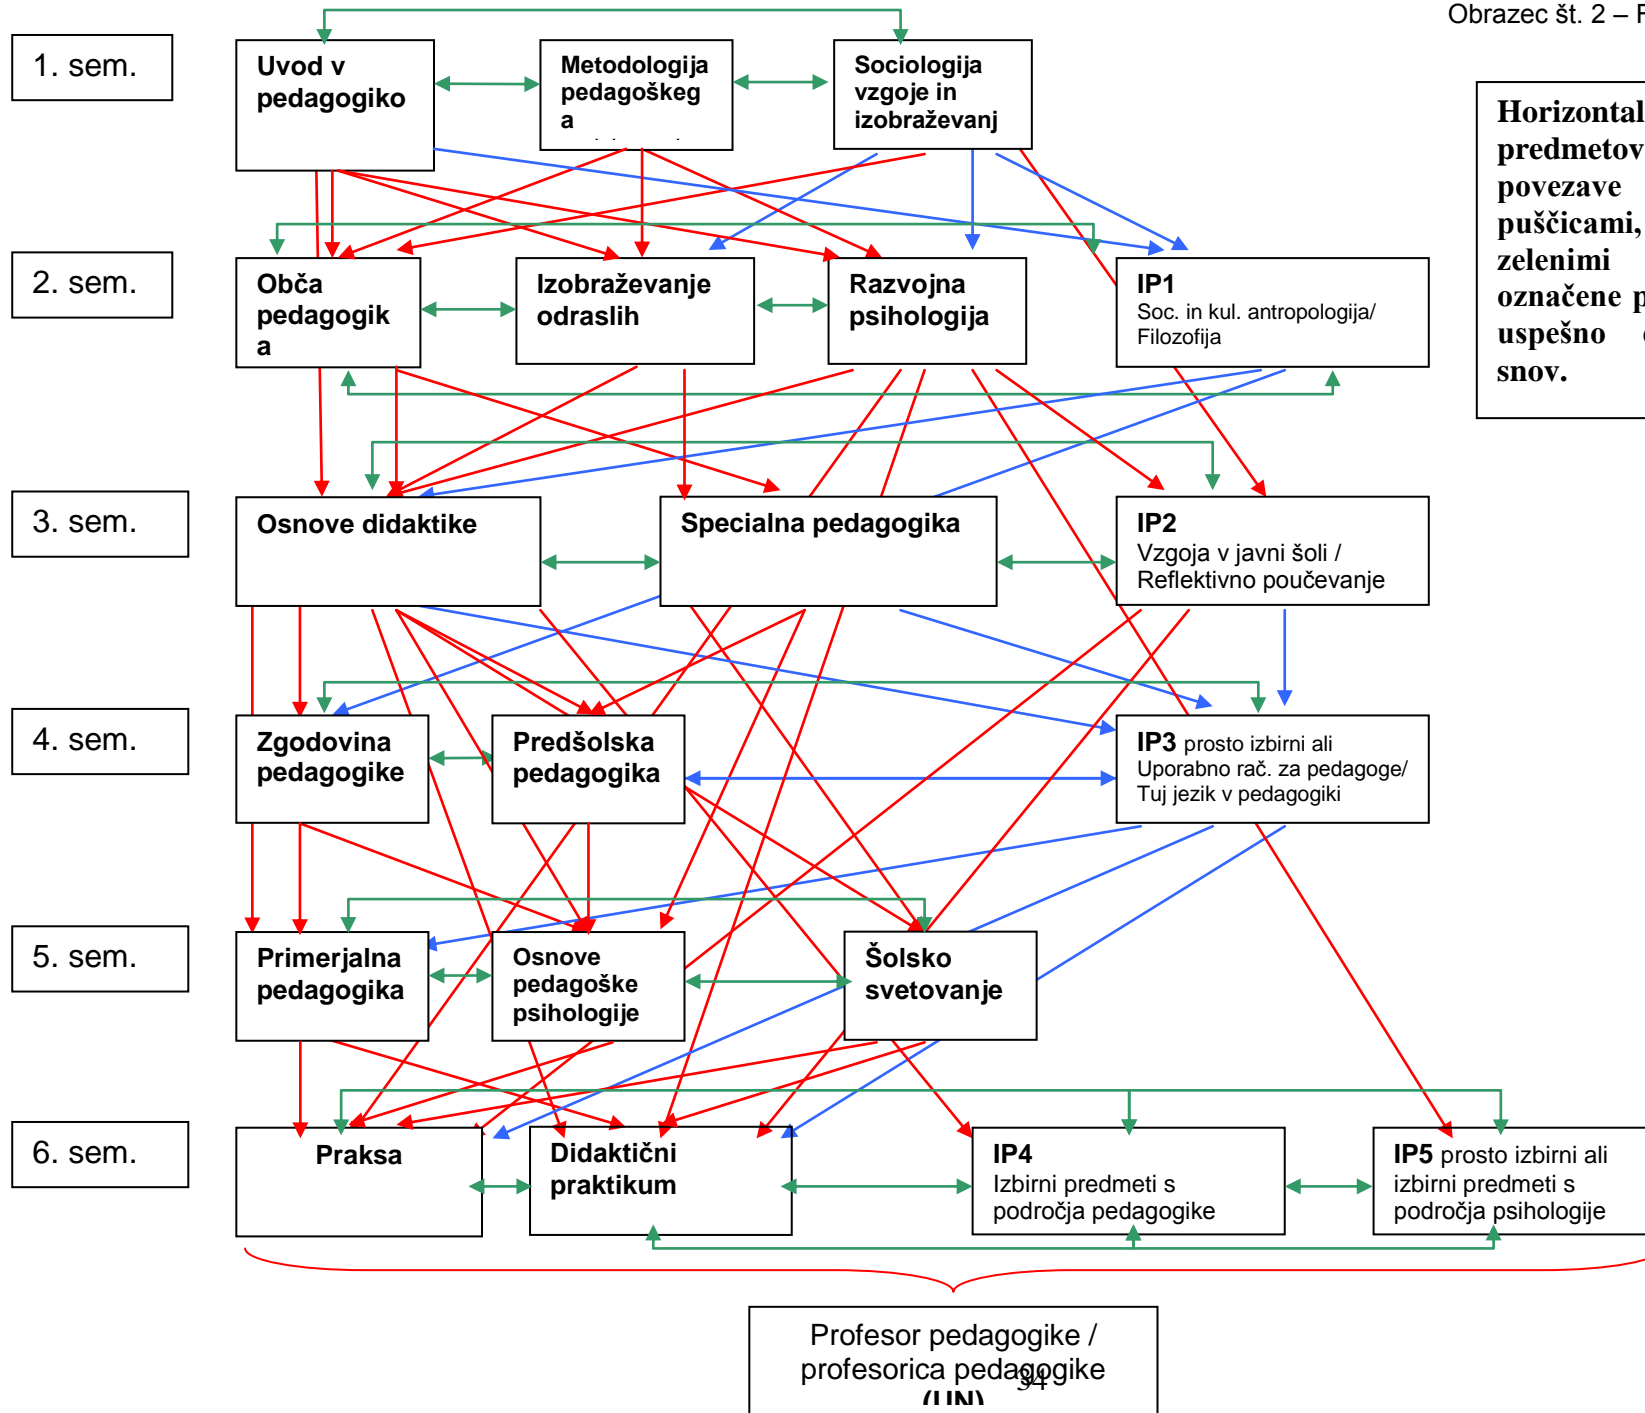 Obrazec št. 2 –
1. sem.
Uvod v
pedagogiko
Metodologija
pedagoškeg
a
Sociologija
vzgoje in
izobraževanj
Horizontal
predmetov
povezave
puščicami,
zelenimi
označene p
uspešno
snov.
2. sem.
Obča
pedagogik
a
Izobraževanje
odraslih
Razvojna
psihologija
IP1
Soc. in kul. antropologija/
Filozofija
3. sem.
Osnove didaktike
Specialna pedagogika
IP2
Vzgoja v javni šoli /
Reflektivno poučevanje
4. sem.
Zgodovina
pedagogike
Predšolska
pedagogika
IP3 prosto izbirni ali
Uporabno rač. za pedagoge/
Tuj jezik v pedagogiki
5. sem.
Primerjalna
pedagogika
Osnove
pedagoške
psihologije
Šolsko
svetovanje
6. sem.
Praksa
Didaktični
praktikum
IP4
Izbirni predmeti s
področja pedagogike
IP5 prosto izbirni ali
izbirni predmeti s
področja psihologije
Profesor pedagogike /
profesorica pedagogike
(UN)
34